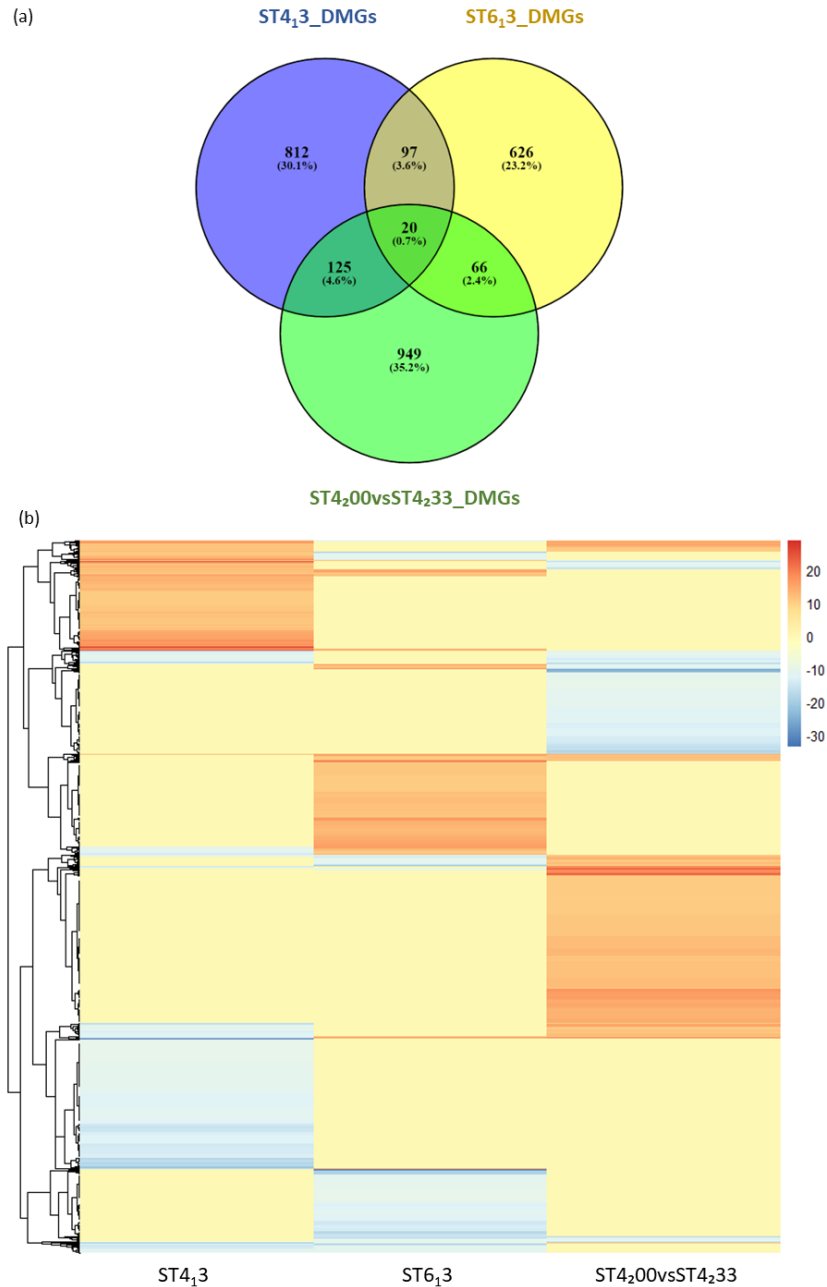 (a)
ST4₁3_DMGs
ST6₁3_DMGs
812
(30.1%)
97
(3.6%)
626
(23.2%)
20
(0.7%)
125
(4.6%)
66
(2.4%)
949
(35.2%)
ST4₂00vsST4₂33_DMGs
(b)
20
10
0
-10
-20
-30
ST4₁3
ST6₁3
ST4₂00vsST4₂33